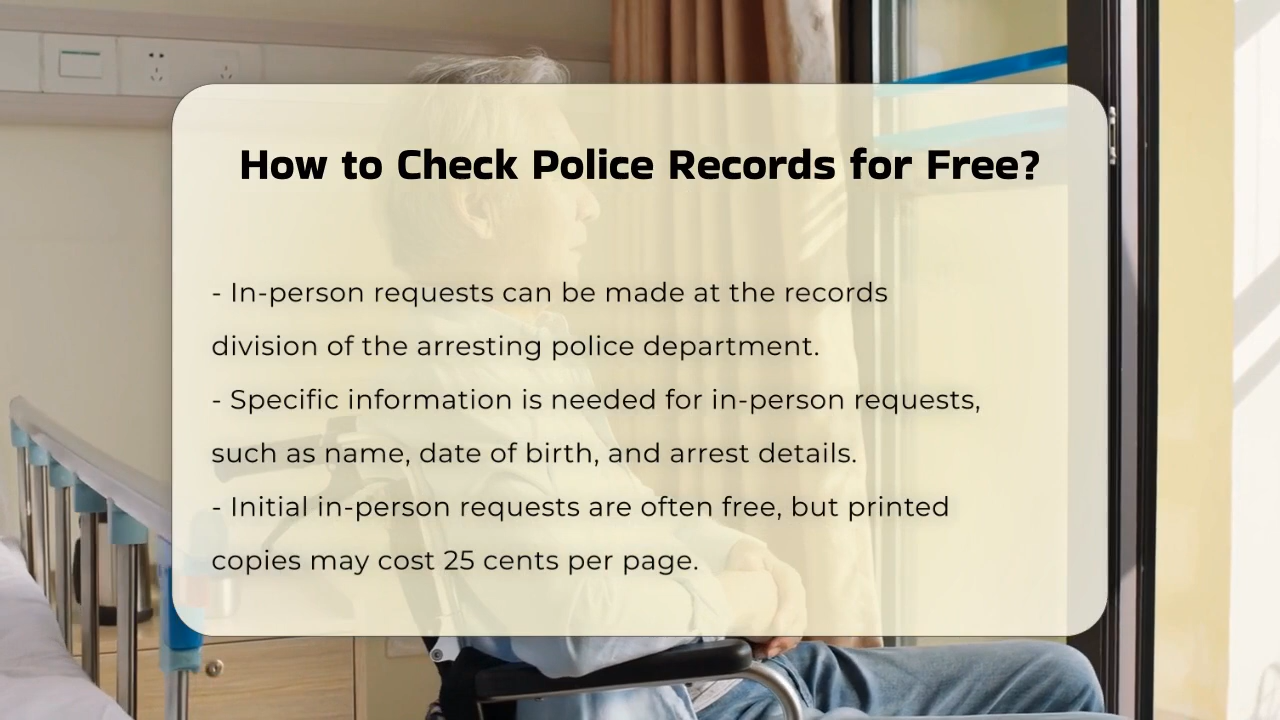 How to Check Police Records for Free?
- In-person requests can be made at the records
division of the arresting police department.
- Specific information is needed for in-person requests,
such as name, date of birth, and arrest details.
- Initial in-person requests are often free, but printed
copies may cost 25 cents per page.